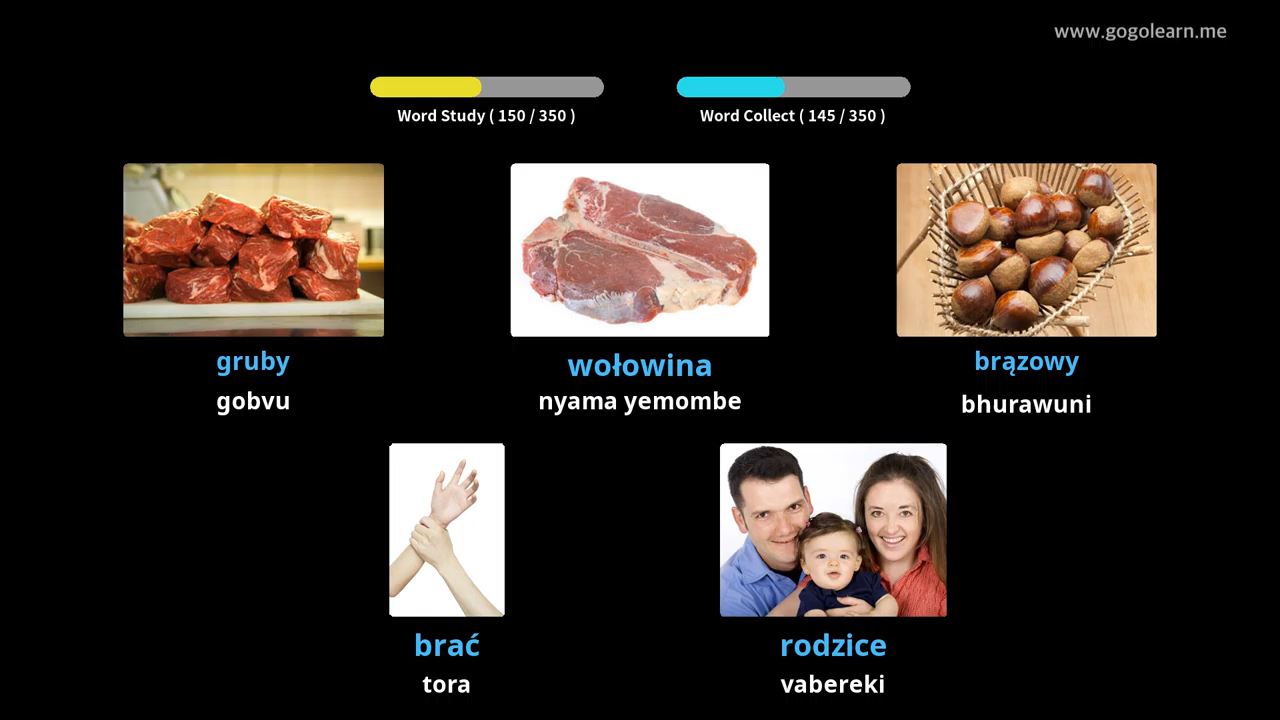 www.gogolearn.me
Word Study ( 150 / 350 )
Word Collect ( 145 / 350 )
gruby
gobvu
wołowina
nyama yemombe
brązowy
bhurawuni
brać
tora
rodzice
vabereki